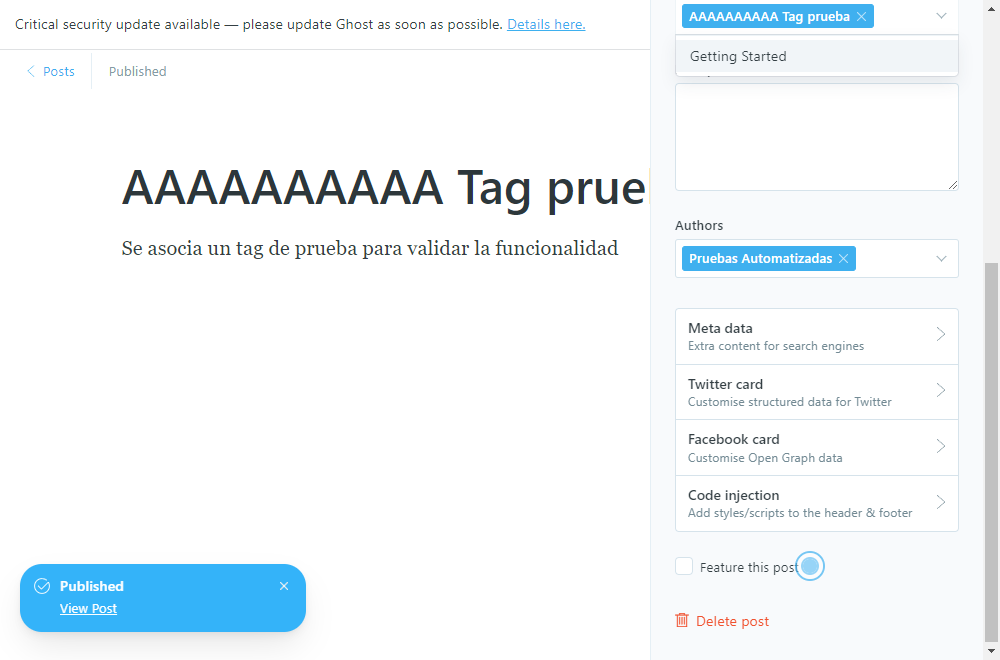 Critical security update available — please update Ghost as soon as possible. Details here.
Posts
Published
AAAAAAAAAA Tag prue
Se asocia un tag de prueba para validar la funcionalidad
Published
View Post
AAAAAAAAAA Tag prueba
Getting Started
Authors
Pruebas Automatizadas
Meta data
Extra content for search engines
Twitter card
Customise structured data for Twitter
Facebook card
Customise Open Graph data
Code injection
Add styles/scripts to the header & footer
Feature this post
Delete post